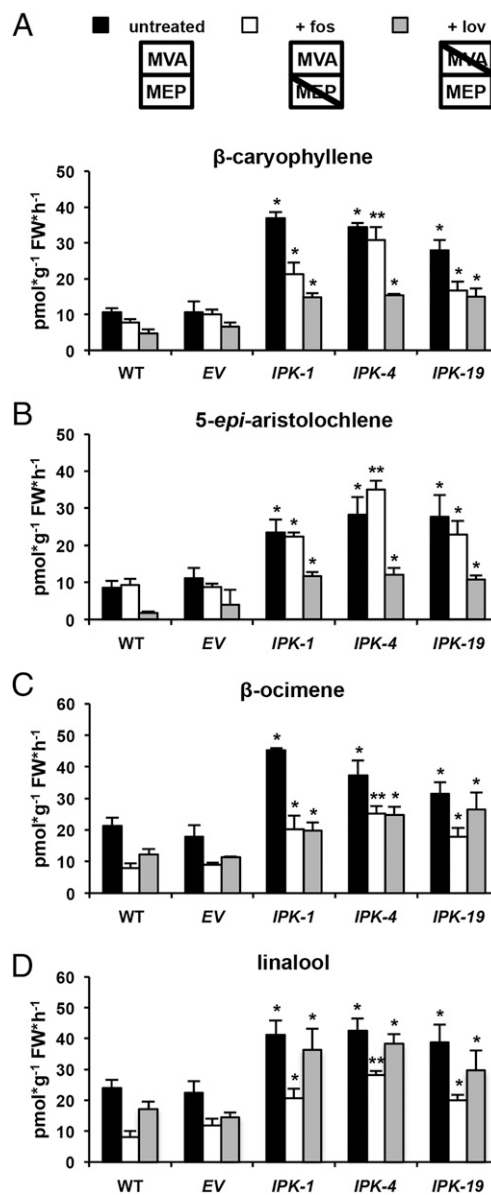 A untreated + fos + lov
MVA MVA MVA
MEP MEP MEP
β-caryophyllene
pmol*g⁻¹ FW*h⁻¹
50
40
30
20
10
0
* * * * ** * * * *
WT EV IPK-1 IPK-4 IPK-19
B 5-epi-aristolochlene
pmol*g⁻¹ FW*h⁻¹
50
40
30
20
10
0
* * * * ** * * * *
WT EV IPK-1 IPK-4 IPK-19
C β-ocimene
pmol*g⁻¹ FW*h⁻¹
60
50
40
30
20
10
0
* * * * ** * * * *
WT EV IPK-1 IPK-4 IPK-19
D linalool
pmol*g⁻¹ FW*h⁻¹
60
50
40
30
20
10
0
* * * * ** * * * *
WT EV IPK-1 IPK-4 IPK-19